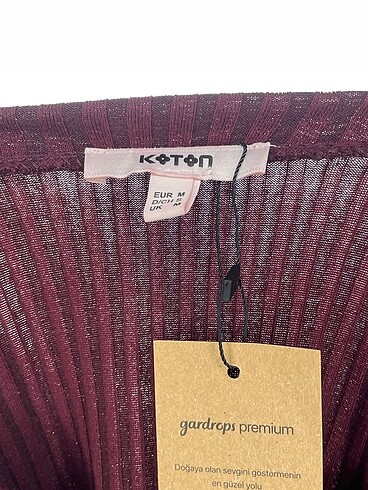 KOTON
EUR M
D/CH S
UK M
gardrops premium
Doğaya olan sevgini göstermenin
en güzel yolu